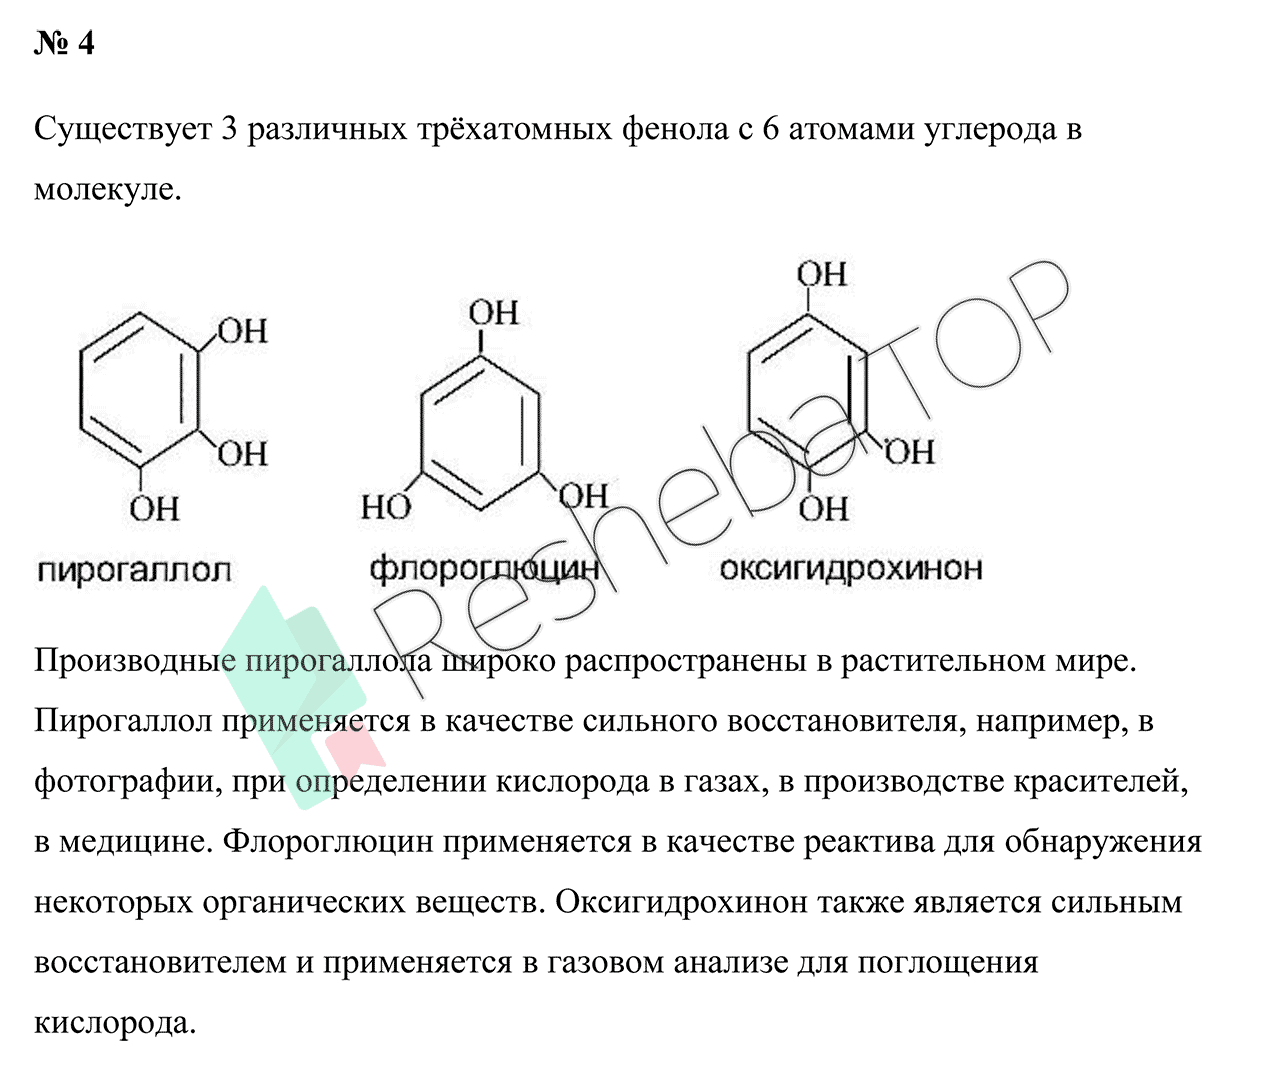 № 4
Существует 3 различных трёхатомных фенола с 6 атомами углерода в
молекуле.
OH
OH
OH
OH
HO
OH
OH
OH
OH
пирогаллол
флороглюцин
оксигидрохинон
Resheba TOP
Производные пирогаллола широко распространены в растительном мире.
Пирогаллол применяется в качестве сильного восстановителя, например, в
фотографии, при определении кислорода в газах, в производстве красителей,
в медицине. Флороглюцин применяется в качестве реактива для обнаружения
некоторых органических веществ. Оксигидрохинон также является сильным
восстановителем и применяется в газовом анализе для поглощения
кислорода.